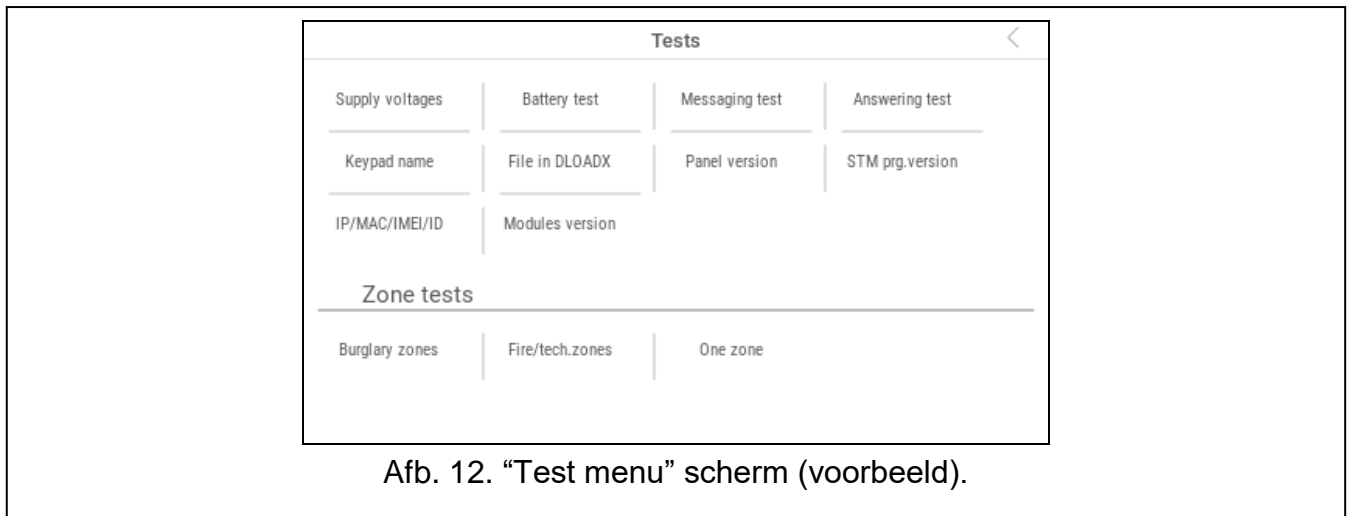 Tests
Supply voltages Battery test Messaging test Answering test
Keypad name File in DLOADX Panel version STM prg.version
IP/MAC/IMEI/ID Modules version
Zone tests
Burglary zones Fire/tech.zones One zone
Afb. 12. “Test menu” scherm (voorbeeld).